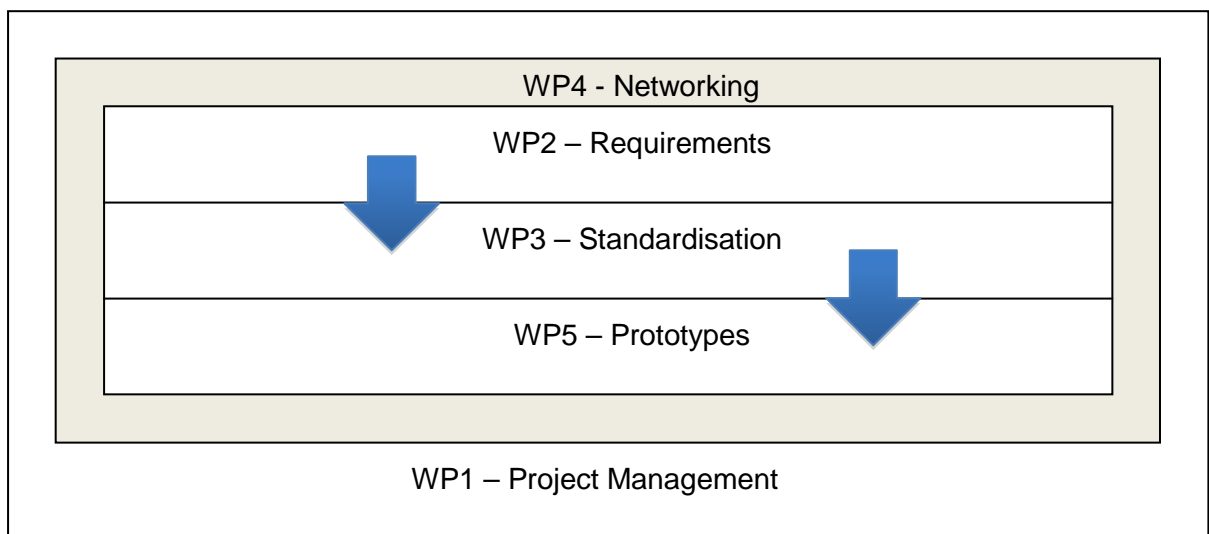 WP4 - Networking
WP2 – Requirements
WP3 – Standardisation
WP5 – Prototypes
WP1 – Project Management